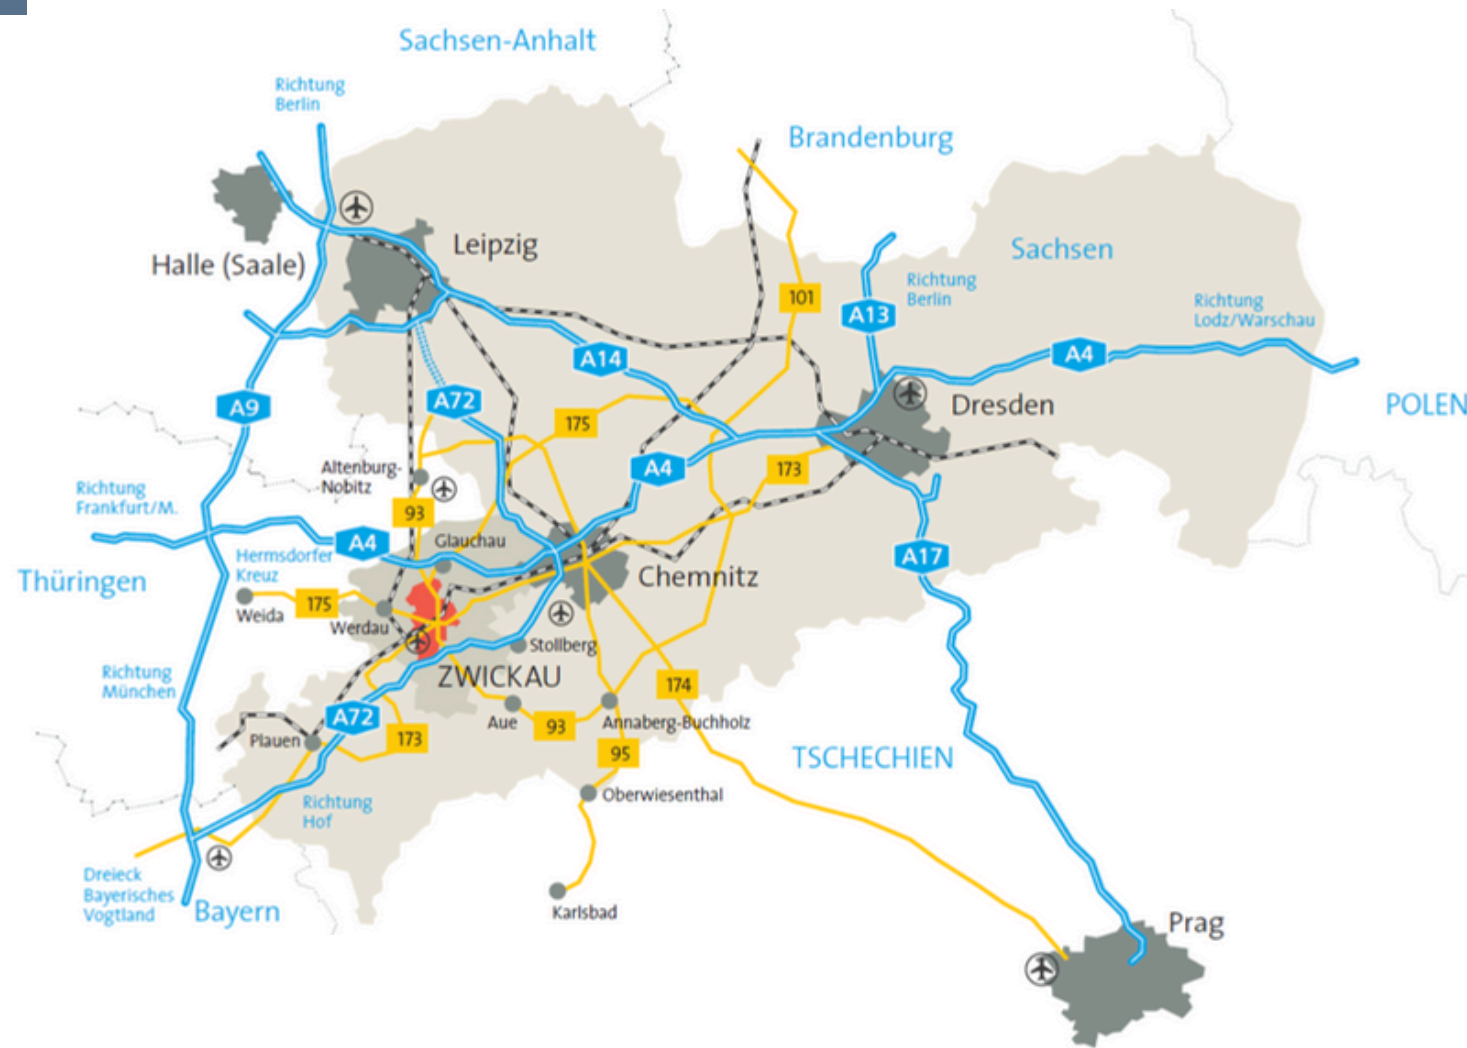 Sachsen-Anhalt
Richtung
Berlin
Brandenburg
Leipzig
Halle (Saale)
Sachsen
Richtung
Berlin
101
A13
Richtung
Lodz/Warschau
A14
A4
A9
A72
175
Dresden
POLEN
Altenburg-
-Nobitz
A4
173
Richtung
Frankfurt/M.
93
A4
Glauchau
Hermsdorfer
Kreuz
A17
Thüringen
Chemnitz
175
Weida
Werdau
Stollberg
Richtung
München
ZWICKAU
174
A72
Aue
93
Annaberg-Buchholz
Plauen
173
95
TSCHECHIEN
Richtung
Hof
Oberwiesenthal
Dreieck
Bayerisches
Vogtland
Bayern
Karlsbad
Prag